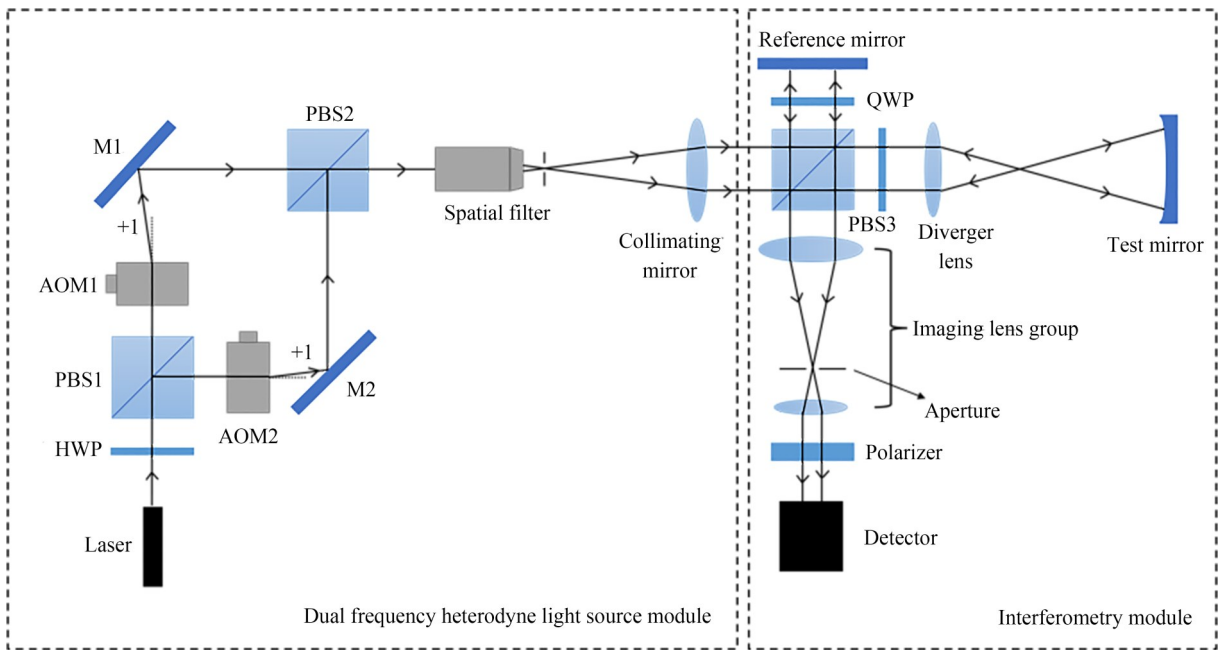 Reference mirror
QWP
PBS2
M1
+1
Spatial filter
Collimating
mirror
PBS3
Diverger
lens
Test mirror
AOM1
Imaging lens group
+1
PBS1
M2
AOM2
Aperture
HWP
Polarizer
Laser
Detector
Dual frequency heterodyne light source module
Interferometry module